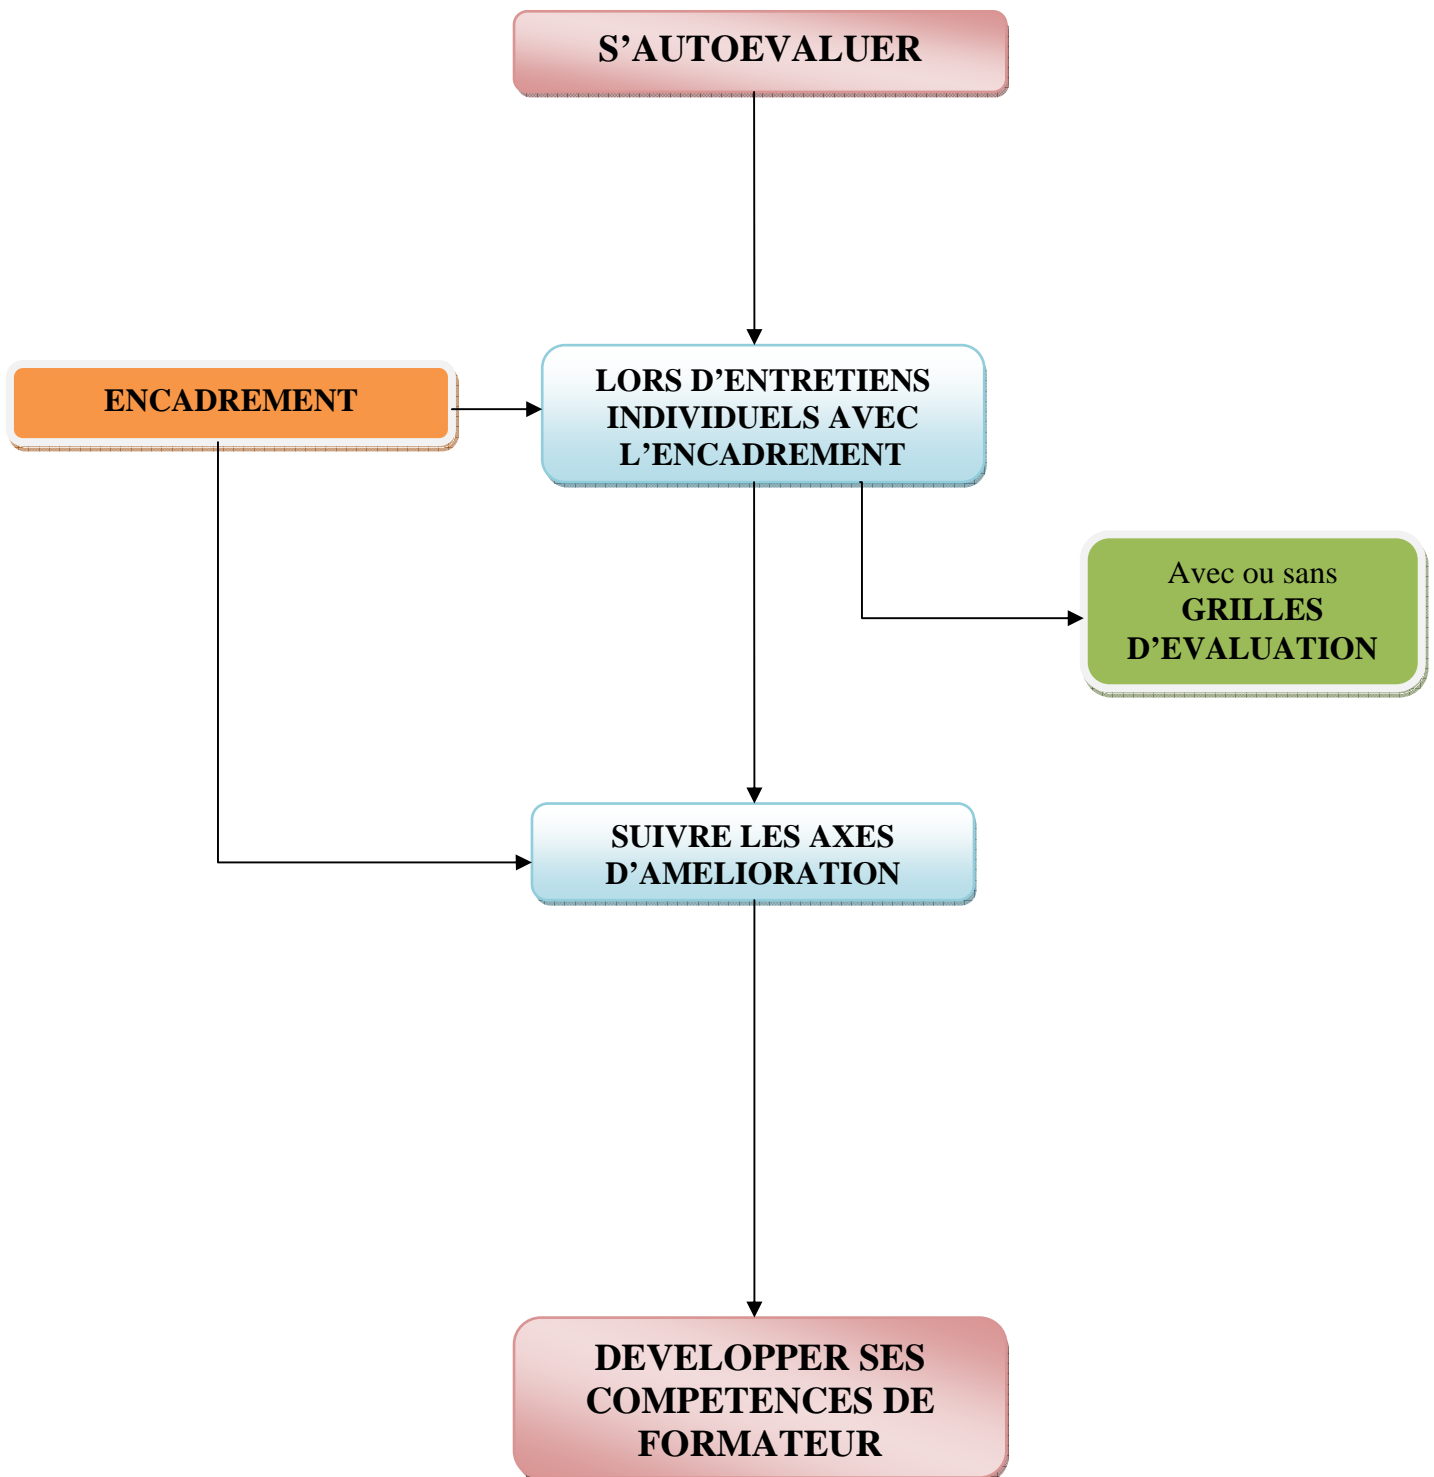 S’AUTOEVALUER
ENCADREMENT
LORS D’ENTRETIENS
INDIVIDUELS AVEC
L’ENCADREMENT
Avec ou sans
GRILLES
D’EVALUATION
SUIVRE LES AXES
D’AMELIORATION
DEVELOPPER SES
COMPETENCES DE
FORMATEUR